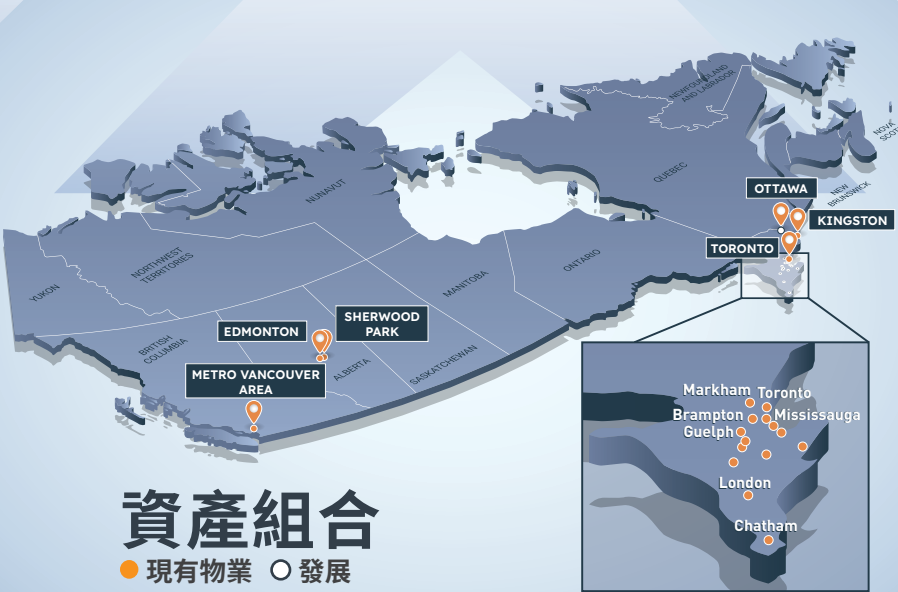 NEWFOUNDLAND
AND LABRADOR
NOVA
QUEBEC
NEW
BRUNSWICK
OTTAWA
KINGSTON
TORONTO
NUNAVUT
NORTHWEST
TERRITORIES
YUKON
ONTARIO
MANITOBA
BRITISH
COLUMBIA
ALBERTA
SASKATCHEWAN
EDMONTON
SHERWOOD
PARK
METRO VANCOUVER
AREA
Markham
Toronto
Brampton
Mississauga
Guelph
London
Chatham
資產組合
現有物業
發展